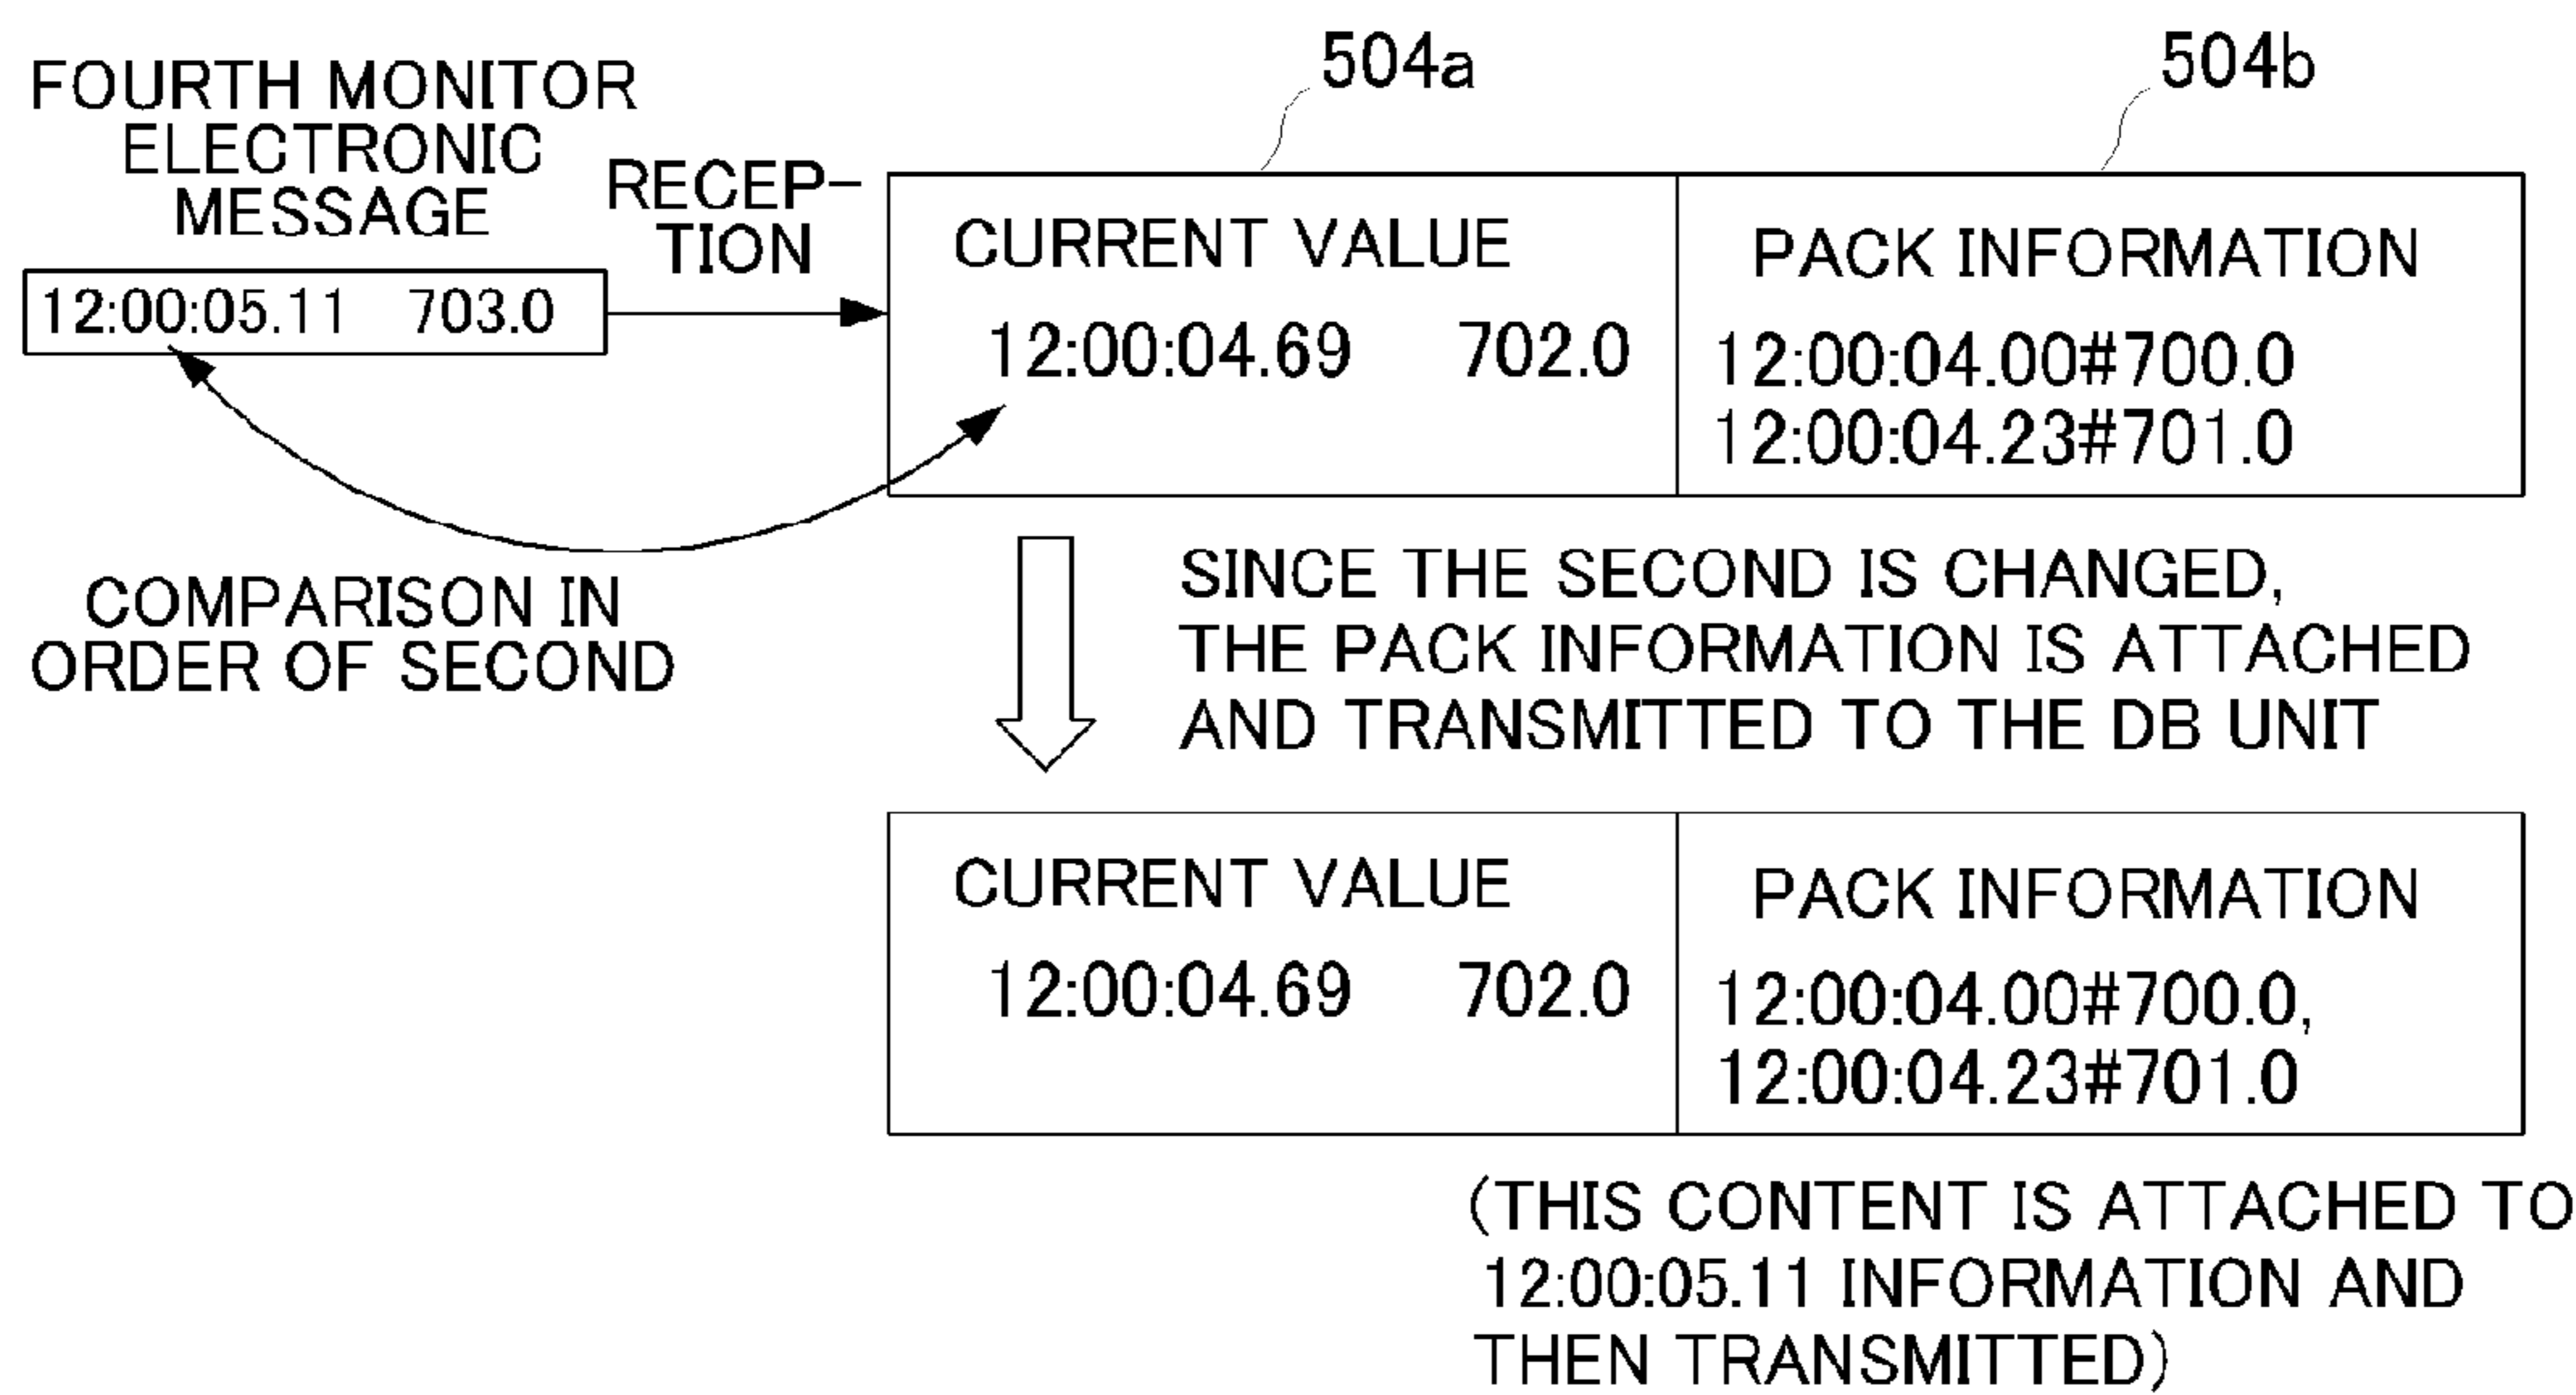 504a
504b
FOURTH MONITOR
ELECTRONIC
MESSAGE
RECEP-
TION
12:00:05.11 703.0
CURRENT VALUE
12:00:04.69 702.0
PACK INFORMATION
12:00:04.00#700.0
12:00:04.23#701.0
COMPARISON IN
ORDER OF SECOND
SINCE THE SECOND IS CHANGED,
THE PACK INFORMATION IS ATTACHED
AND TRANSMITTED TO THE DB UNIT
CURRENT VALUE
12:00:04.69 702.0
PACK INFORMATION
12:00:04.00#700.0,
12:00:04.23#701.0
(THIS CONTENT IS ATTACHED TO
12:00:05.11 INFORMATION AND
THEN TRANSMITTED)